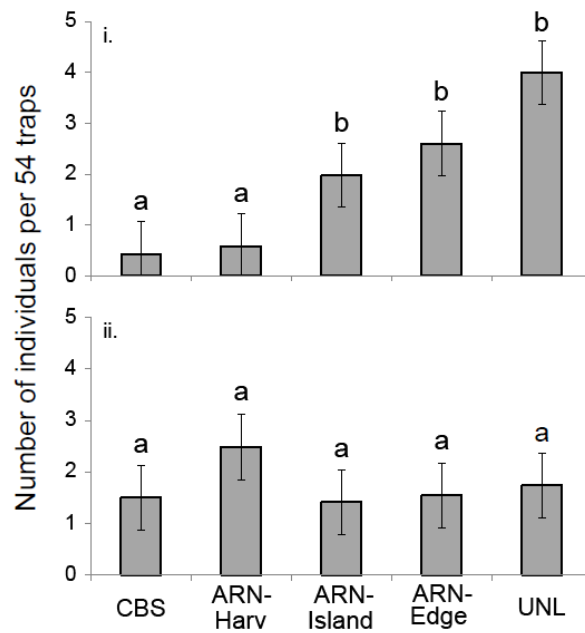 Number of individuals per 54 traps
i.
5
4
3
2
1
0
a
a
b
b
b
ii.
5
4
3
2
1
0
a
a
a
a
a
CBS
ARN-
Harv
ARN-
Island
ARN-
Edge
UNL